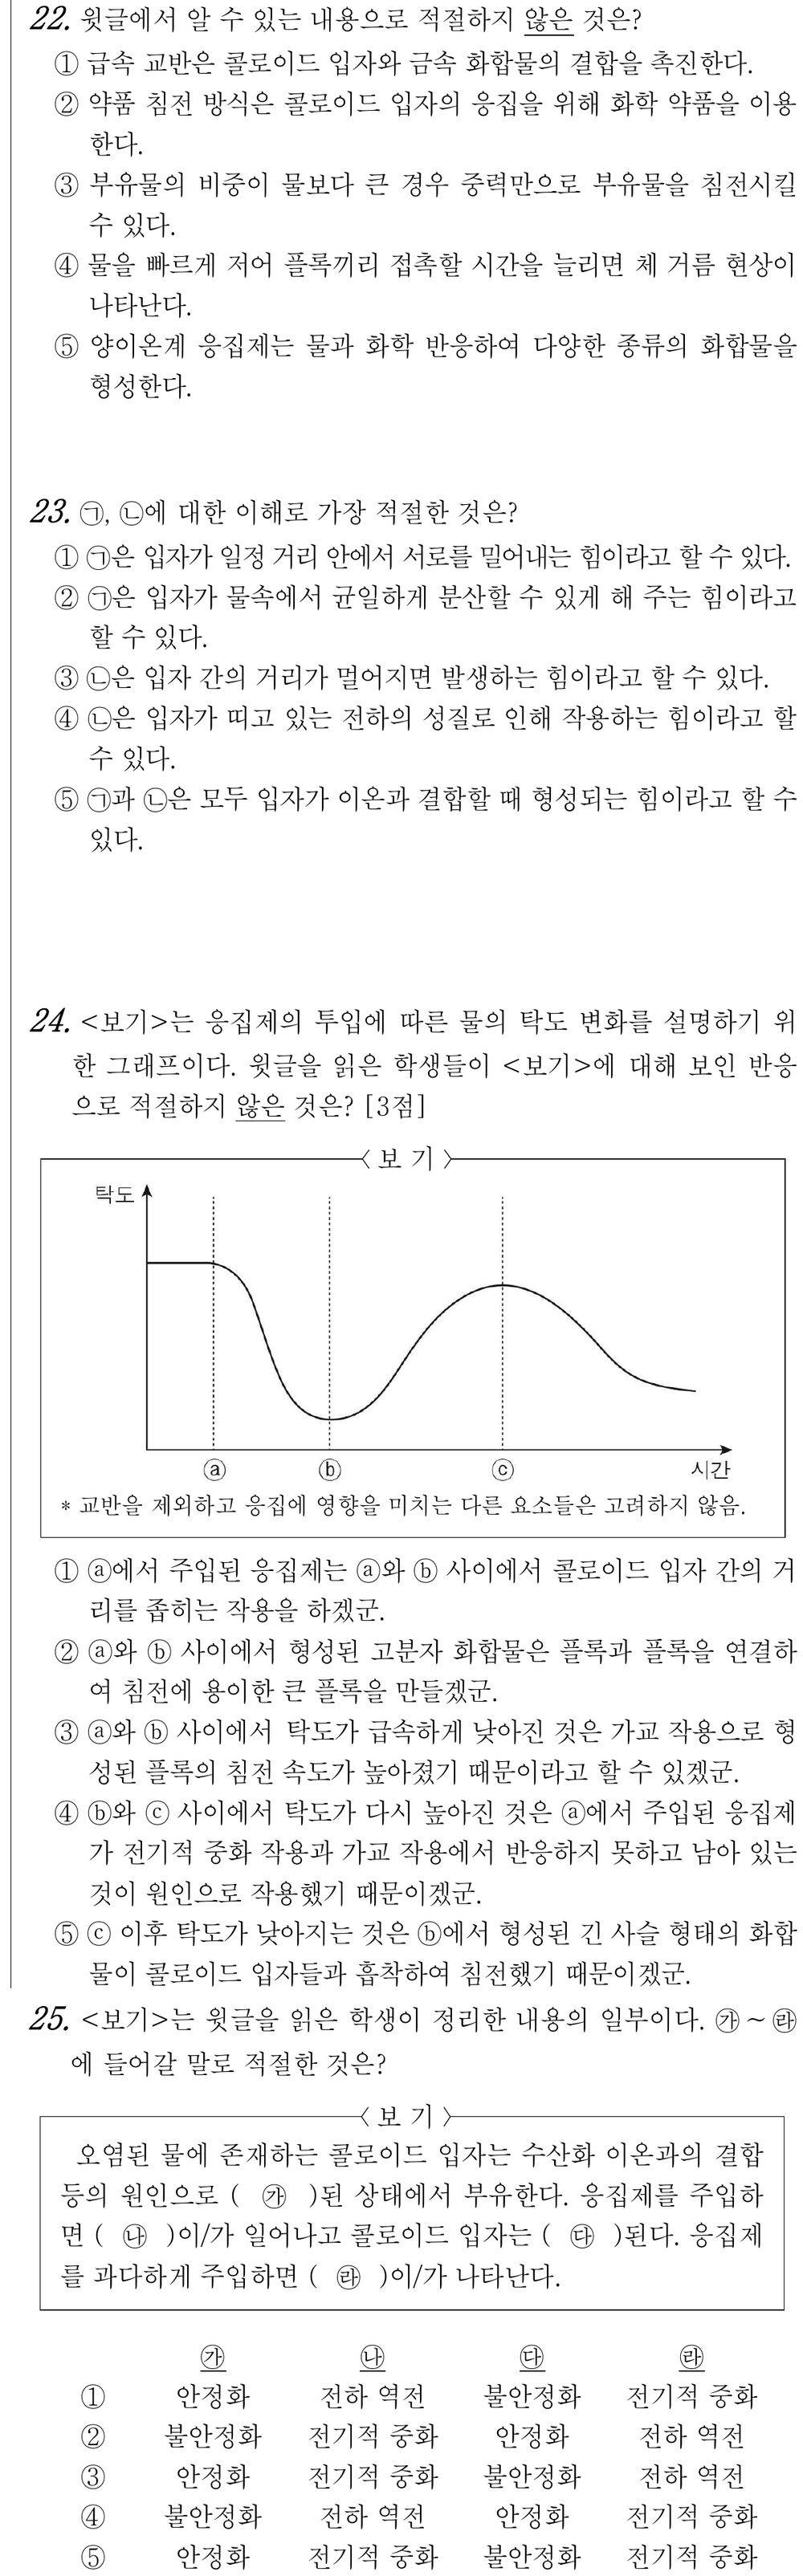 22. 윗글에서 알 수 있는 내용으로 적절하지 않은 것은?
① 급속 교반은 콜로이드 입자와 금속 화합물의 결합을 촉진한다.
② 약품 침전 방식은 콜로이드 입자의 응집을 위해 화학 약품을 이용
한다.
③ 부유물의 비중이 물보다 큰 경우 중력만으로 부유물을 침전시킬
수 있다.
④ 물을 빠르게 저어 플록끼리 접촉할 시간을 늘리면 체 거름 현상이
나타난다.
⑤ 양이온계 응집제는 물과 화학 반응하여 다양한 종류의 화합물을
형성한다.
23. ㉠, ㉡에 대한 이해로 가장 적절한 것은?
① ㉠은 입자가 일정 거리 안에서 서로를 밀어내는 힘이라고 할 수 있다.
② ㉠은 입자가 물속에서 균일하게 분산할 수 있게 해 주는 힘이라고
할 수 있다.
③ ㉡은 입자 간의 거리가 멀어지면 발생하는 힘이라고 할 수 있다.
④ ㉡은 입자가 띠고 있는 전하의 성질로 인해 작용하는 힘이라고 할
수 있다.
⑤ ㉠과 ㉡은 모두 입자가 이온과 결합할 때 형성되는 힘이라고 할 수
있다.
24. <보기>는 응집제의 투입에 따른 물의 탁도 변화를 설명하기 위
한 그래프이다. 윗글을 읽은 학생들이 <보기>에 대해 보인 반응
으로 적절하지 않은 것은? [3점]
〈보 기〉
탁도
ⓐ ⓑ ⓒ 시간
* 교반을 제외하고 응집에 영향을 미치는 다른 요소들은 고려하지 않음.
① ⓐ에서 주입된 응집제는 ⓐ와 ⓑ 사이에서 콜로이드 입자 간의 거
리를 좁히는 작용을 하겠군.
② ⓐ와 ⓑ 사이에서 형성된 고분자 화합물은 플록과 플록을 연결하
여 침전에 용이한 큰 플록을 만들겠군.
③ ⓐ와 ⓑ 사이에서 탁도가 급속하게 낮아진 것은 가교 작용으로 형
성된 플록의 침전 속도가 높아졌기 때문이라고 할 수 있겠군.
④ ⓑ와 ⓒ 사이에서 탁도가 다시 높아진 것은 ⓐ에서 주입된 응집제
가 전기적 중화 작용과 가교 작용에서 반응하지 못하고 남아 있는
것이 원인으로 작용했기 때문이겠군.
⑤ ⓒ 이후 탁도가 낮아지는 것은 ⓑ에서 형성된 긴 사슬 형태의 화합
물이 콜로이드 입자들과 흡착하여 침전했기 때문이겠군.
25. <보기>는 윗글을 읽은 학생이 정리한 내용의 일부이다. ㉮~㉱
에 들어갈 말로 적절한 것은?
〈보 기〉
오염된 물에 존재하는 콜로이드 입자는 수산화 이온과의 결합
등의 원인으로 ( ㉮ )된 상태에서 부유한다. 응집제를 주입하
면 ( ㉯ )이/가 일어나고 콜로이드 입자는 ( ㉰ )된다. 응집제
를 과다하게 주입하면 ( ㉱ )이/가 나타난다.
㉮ ㉯ ㉰ ㉱
① 안정화 전하 역전 불안정화 전기적 중화
② 불안정화 전기적 중화 안정화 전하 역전
③ 안정화 전기적 중화 불안정화 전하 역전
④ 불안정화 전하 역전 안정화 전기적 중화
⑤ 안정화 전기적 중화 불안정화 전기적 중화